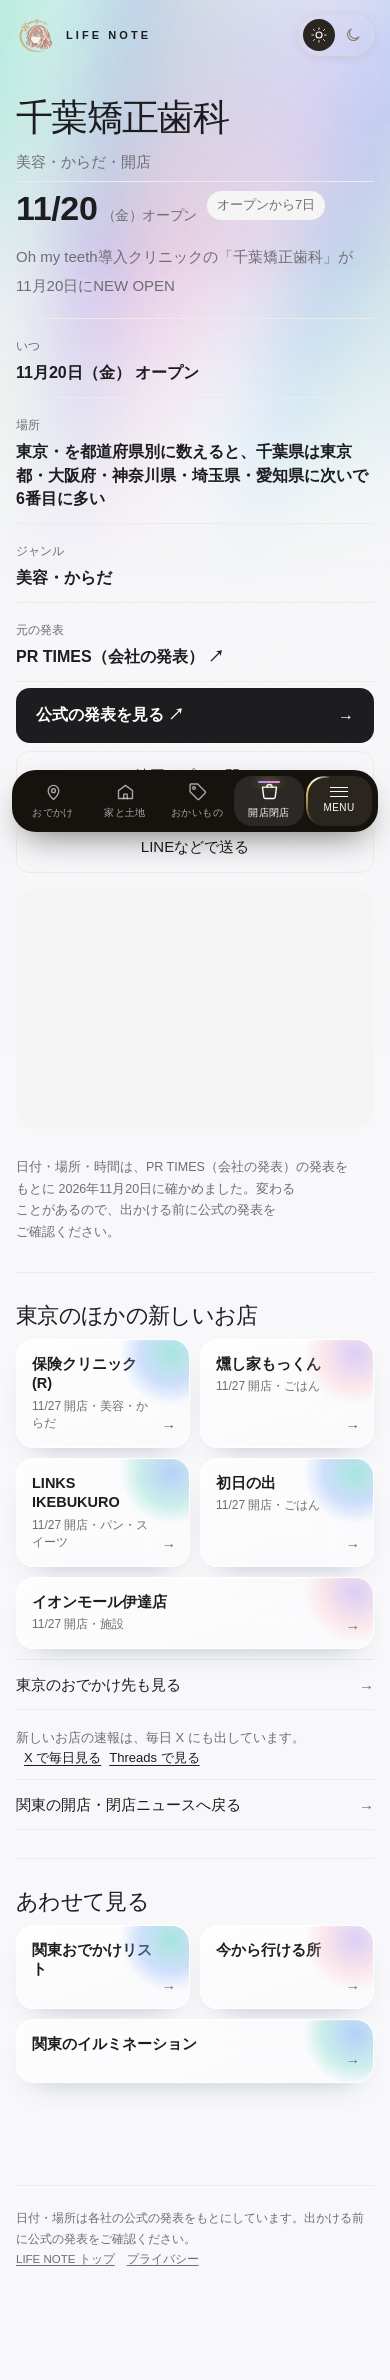 LIFE NOTE
千葉矯正歯科
美容・からだ・開店
11/20 （金）オープン オープンから7日
Oh my teeth導入クリニックの「千葉矯正歯科」が
11月20日にNEW OPEN
いつ
11月20日（金） オープン
場所
東京・を都道府県別に数えると、千葉県は東京
都・大阪府・神奈川県・埼玉県・愛知県に次いで
6番目に多い
ジャンル
美容・からだ
元の発表
PR TIMES（会社の発表） ↗
公式の発表を見る ↗ →
おでかけ 家と土地 おかいもの 開店閉店 MENU
LINEなどで送る
日付・場所・時間は、PR TIMES（会社の発表）の発表を
もとに 2026年11月20日に確かめました。変わる
ことがあるので、出かける前に公式の発表を
ご確認ください。
東京のほかの新しいお店
保険クリニック
(R)
11/27 開店・美容・か
らだ →
燻し家もっくん
11/27 開店・ごはん
→
LINKS
IKEBUKURO
11/27 開店・パン・ス
イーツ →
初日の出
11/27 開店・ごはん
→
イオンモール伊達店
11/27 開店・施設
→
東京のおでかけ先も見る →
新しいお店の速報は、毎日 X にも出しています。
X で毎日見る Threads で見る
関東の開店・閉店ニュースへ戻る →
あわせて見る
関東おでかけリス
ト
→
今から行ける所
→
関東のイルミネーション
→
日付・場所は各社の公式の発表をもとにしています。出かける前
に公式の発表をご確認ください。
LIFE NOTE トップ プライバシー